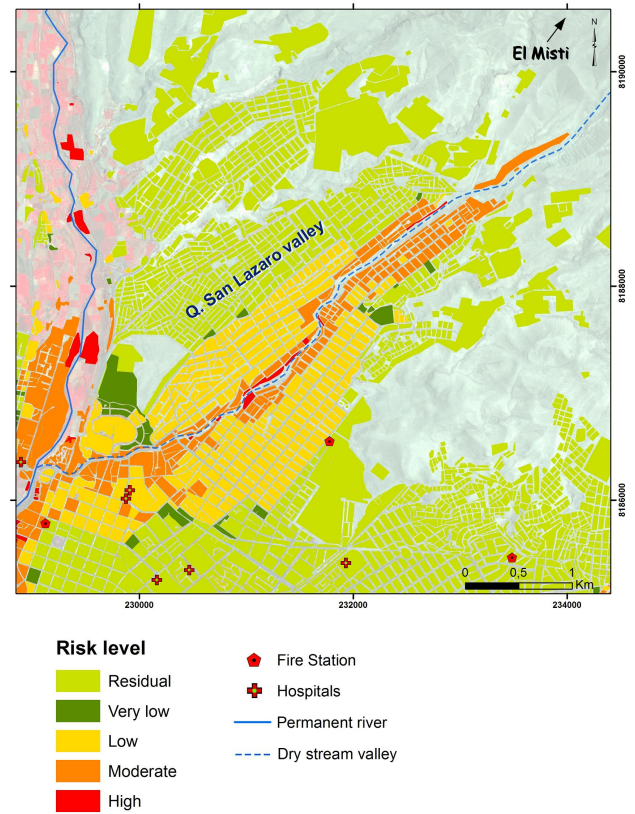 El Misti
N
8190000
Q. San Lazaro valley
8188000
8186000
0 0,5 1
Km
230000 232000 234000
Risk level
Residual
Very low
Low
Moderate
High
Fire Station
Hospitals
Permanent river
Dry stream valley